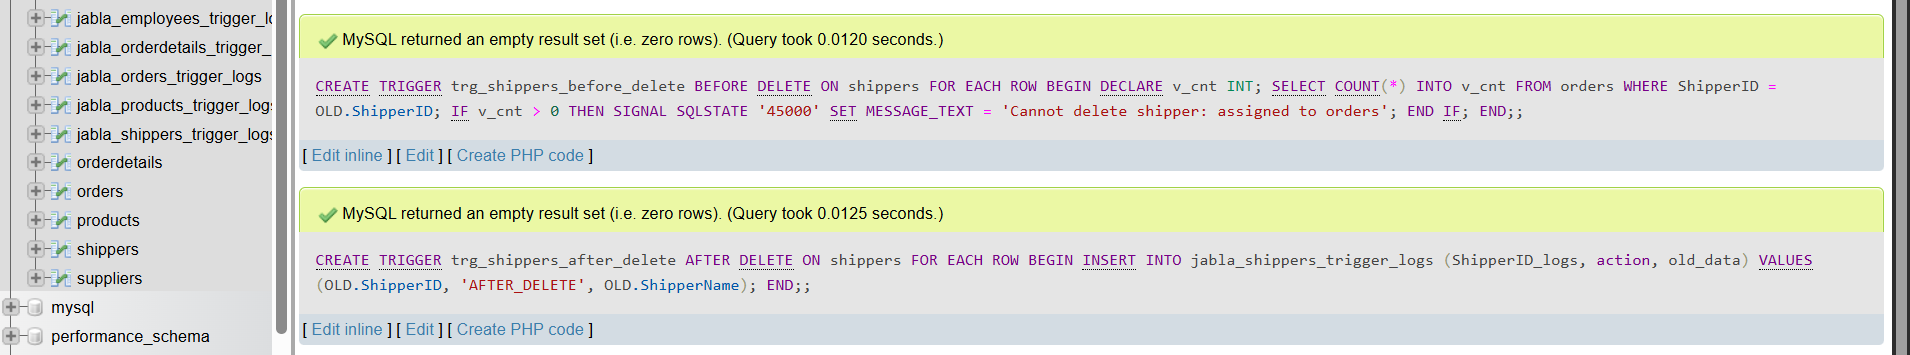 jabla_employees_trigger_lo
jabla_orderdetails_trigger_
jabla_orders_trigger_logs
jabla_products_trigger_logs
jabla_shippers_trigger_logs
orderdetails
orders
products
shippers
suppliers
mysql
performance_schema
MySQL returned an empty result set (i.e. zero rows). (Query took 0.0120 seconds.)
CREATE TRIGGER trg_shippers_before_delete BEFORE DELETE ON shippers FOR EACH ROW BEGIN DECLARE v_cnt INT; SELECT COUNT(*) INTO v_cnt FROM orders WHERE ShipperID =
OLD.ShipperID; IF v_cnt > 0 THEN SIGNAL SQLSTATE '45000' SET MESSAGE_TEXT = 'Cannot delete shipper: assigned to orders'; END IF; END;;
[ Edit inline ] [ Edit ] [ Create PHP code ]
MySQL returned an empty result set (i.e. zero rows). (Query took 0.0125 seconds.)
CREATE TRIGGER trg_shippers_after_delete AFTER DELETE ON shippers FOR EACH ROW BEGIN INSERT INTO jabla_shippers_trigger_logs (ShipperID_logs, action, old_data) VALUES
(OLD.ShipperID, 'AFTER_DELETE', OLD.ShipperName); END;;
[ Edit inline ] [ Edit ] [ Create PHP code ]